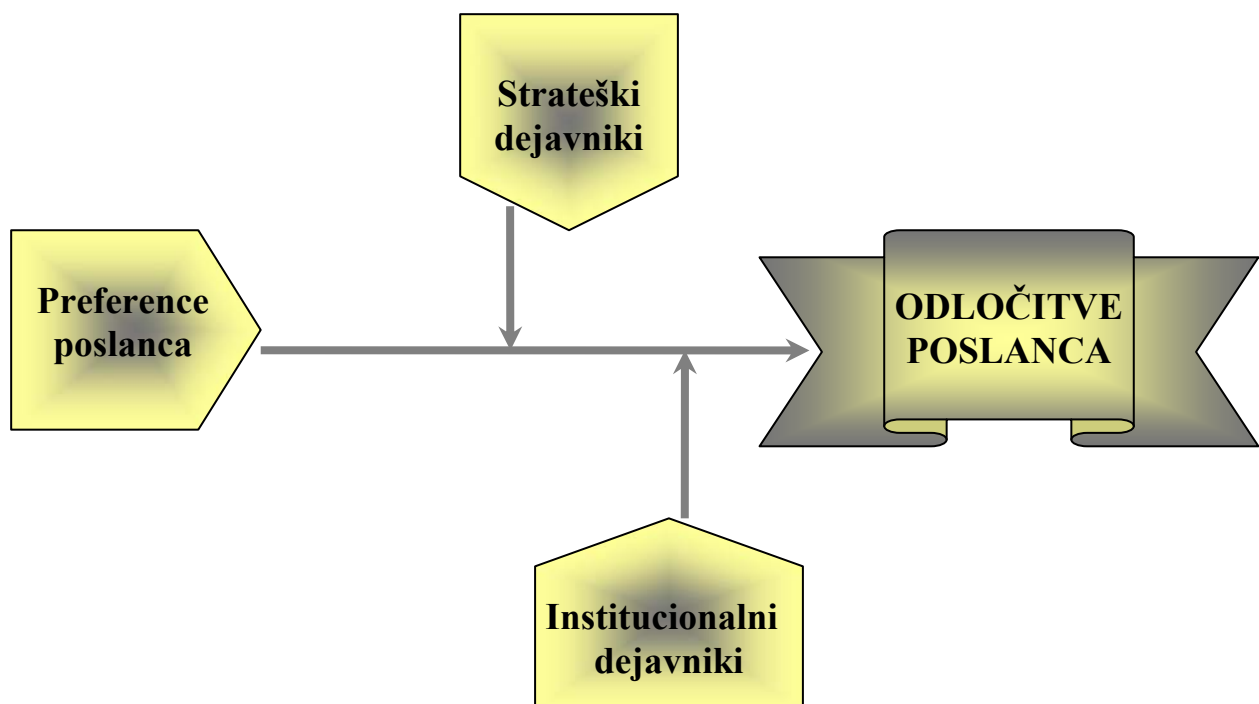 Strateški
dejavniki
Preference
poslanca
ODLOČITVE
POSLANCA
Institucionalni
dejavniki